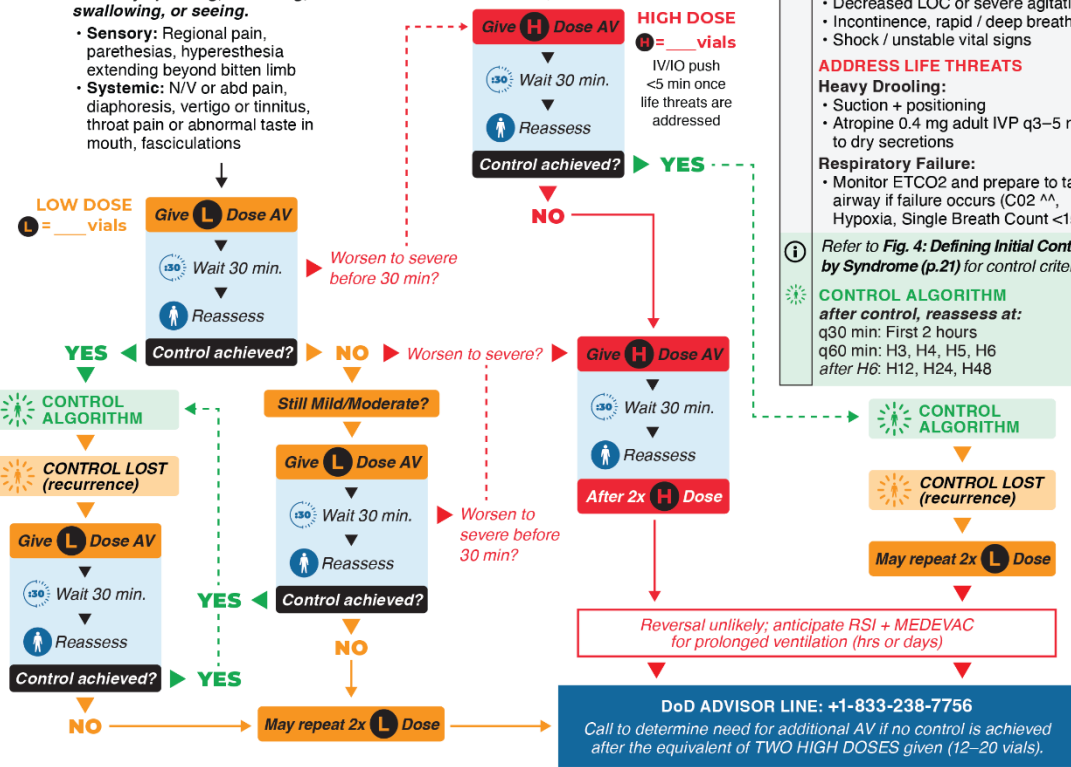 swallowing, or seeing.
• Sensory: Regional pain,
parethesias, hyperesthesia
extending beyond bitten limb
• Systemic: N/V or abd pain,
diaphoresis, vertigo or tinnitus,
throat pain or abnormal taste in
mouth, fasciculations
LOW DOSE
L = ____vials
Give L Dose AV
:30 Wait 30 min.
Reassess
Control achieved?
Worsen to severe
before 30 min?
Give H Dose AV
:30 Wait 30 min.
Reassess
Control achieved?
HIGH DOSE
H = ____vials
IV/IO push
<5 min once
life threats are
addressed
YES
NO
• Decreased LOC or severe
• Incontinence, rapid / deep
• Shock / unstable vital signs
ADDRESS LIFE THREATS
Heavy Drooling:
• Suction + positioning
• Atropine 0.4 mg adult IVP q3–5
to dry secretions
Respiratory Failure:
• Monitor ETCO2 and prepare to
airway if failure occurs (C02 ^^,
Hypoxia, Single Breath Count
Refer to Fig. 4: Defining Initial
by Syndrome (p.21) for control
CONTROL ALGORITHM
after control, reassess at:
q30 min: First 2 hours
q60 min: H3, H4, H5, H6
after H6: H12, H24, H48
YES
NO
Worsen to severe?
Give H Dose AV
:30 Wait 30 min.
Reassess
After 2x H Dose
CONTROL
ALGORITHM
CONTROL LOST
(recurrence)
Give L Dose AV
:30 Wait 30 min.
Reassess
Control achieved?
YES
NO
Still Mild/Moderate?
Give L Dose AV
:30 Wait 30 min.
Reassess
Control achieved?
Worsen to
severe before
30 min?
YES
NO
May repeat 2x L Dose
CONTROL
ALGORITHM
CONTROL LOST
(recurrence)
May repeat 2x L Dose
Reversal unlikely; anticipate RSI + MEDEVAC
for prolonged ventilation (hrs or days)
DoD ADVISOR LINE: +1-833-238-7756
Call to determine need for additional AV if no control is achieved
after the equivalent of TWO HIGH DOSES given (12–20 vials).